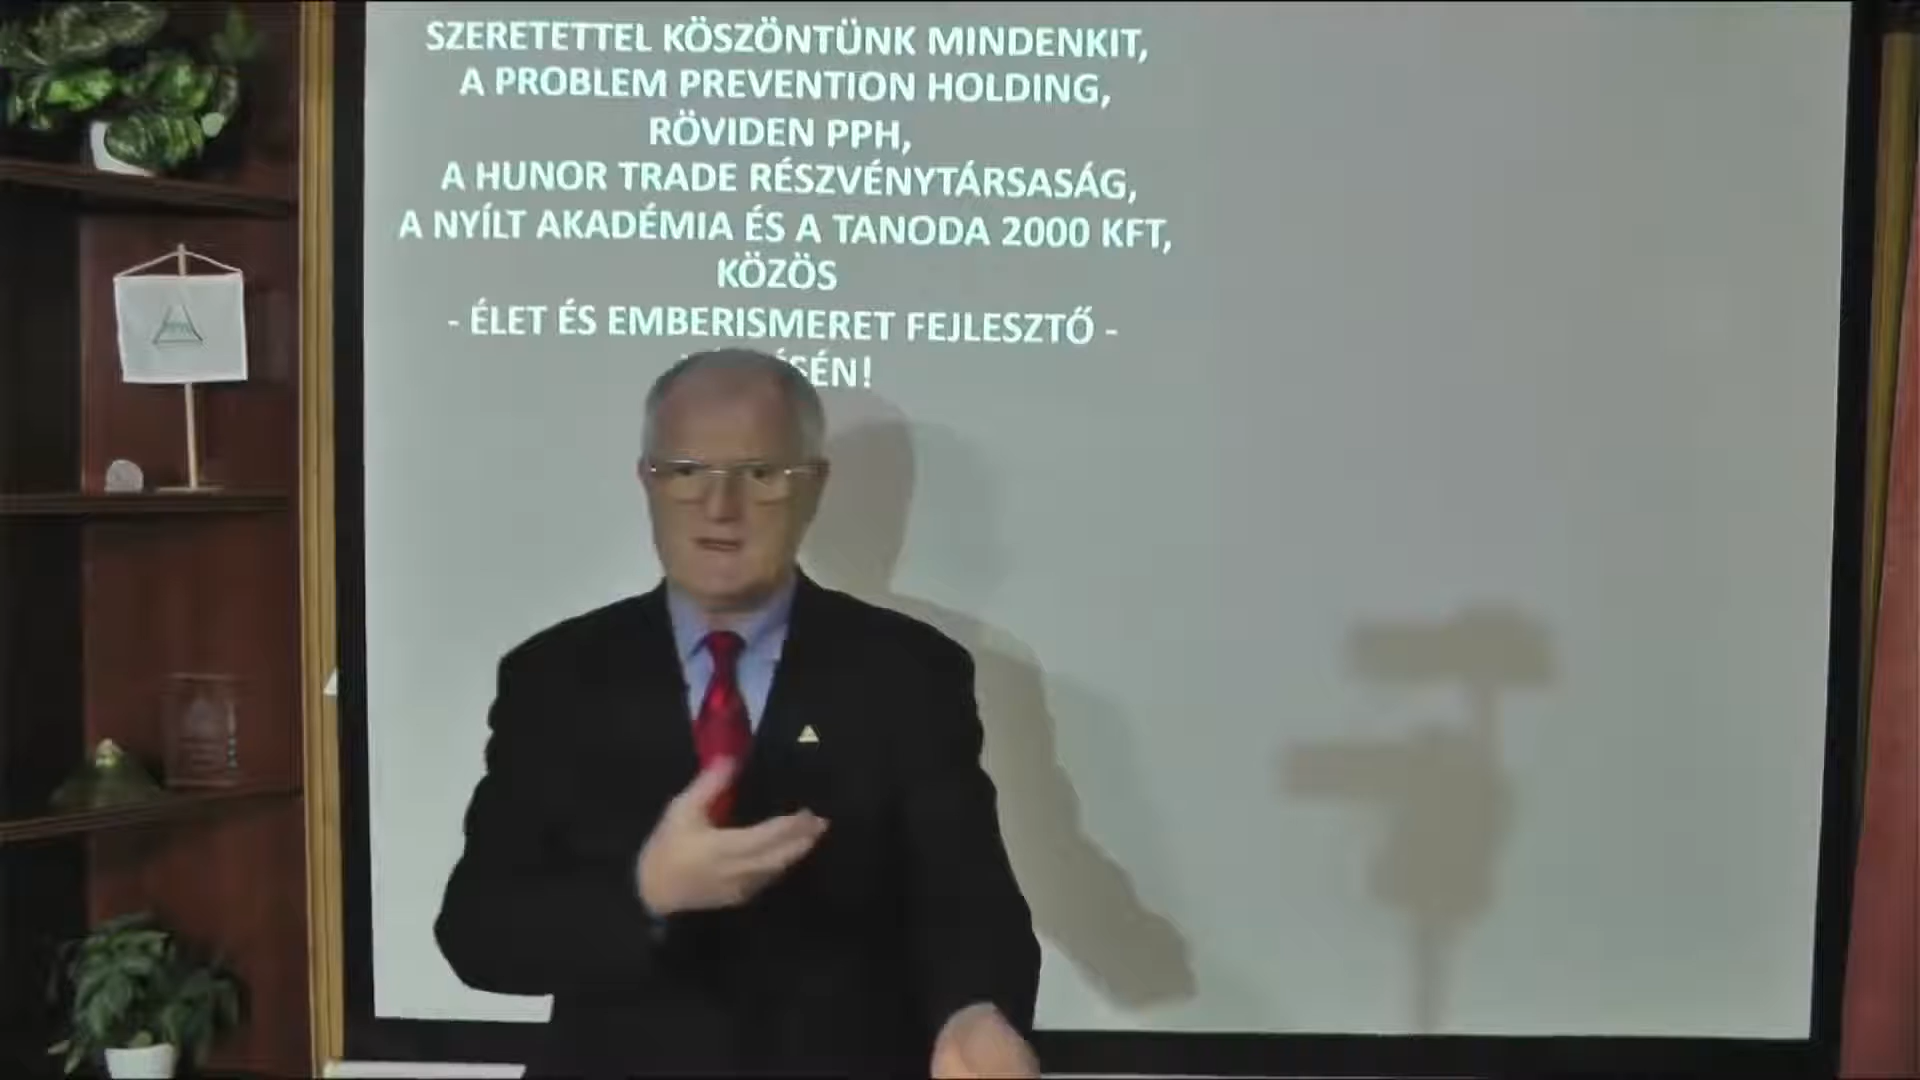 SZERETETTEL KÖSZÖNTÜNK MINDENKIT,
A PROBLEM PREVENTION HOLDING,
RÖVIDEN PPH,
A HUNOR TRADE RÉSZVÉNYTÁRSASÁG,
A NYÍLT AKADÉMIA ÉS A TANODA 2000 KFT,
KÖZÖS
- ÉLET ÉS EMBERISMERET FEJLESZTŐ -